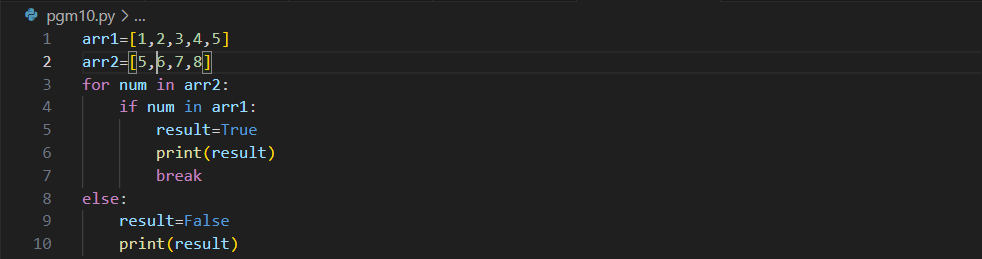 pgm10.py > ...
1 arr1=[1,2,3,4,5]
2 arr2=[5,6,7,8]
3 for num in arr2:
4     if num in arr1:
5         result=True
6         print(result)
7         break
8 else:
9     result=False
10     print(result)